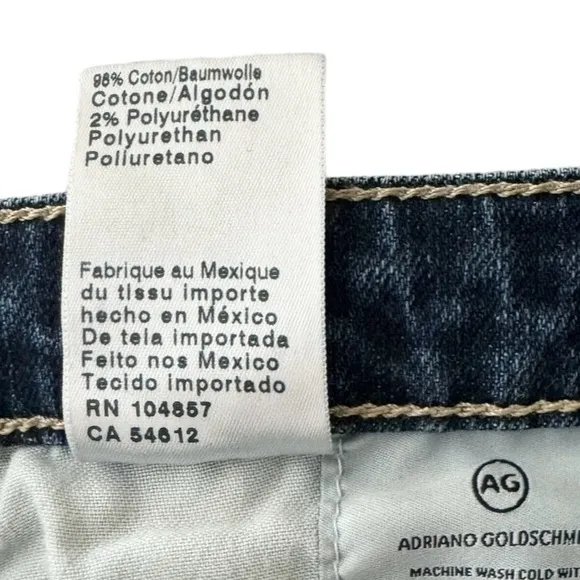 98% Coton/Baumwolle
Cotone/Algodón
2% Polyuréthane
Polyurethan
Poliuretano
Fabrique au Mexique
du tissu importe
hecho en México
De tela importada
Feito nos Mexico
Tecido importado
RN 104857
CA 54612
AG
ADRIANO GOLDSCHMI
MACHINE WASH COLD WIT